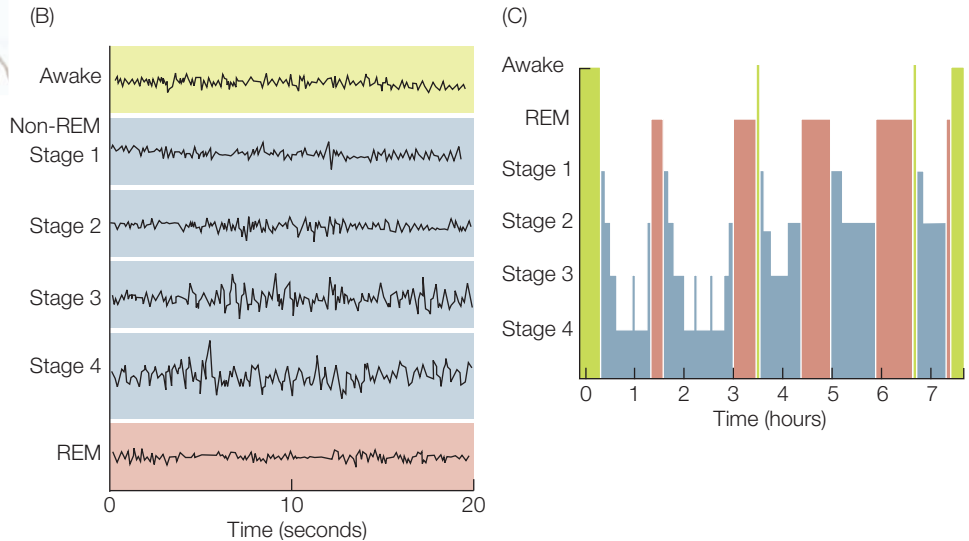 (B)
Awake
Non-REM
Stage 1
Stage 2
Stage 3
Stage 4
REM
0 10 20
Time (seconds)
(C)
Awake
REM
Stage 1
Stage 2
Stage 3
Stage 4
0 1 2 3 4 5 6 7
Time (hours)